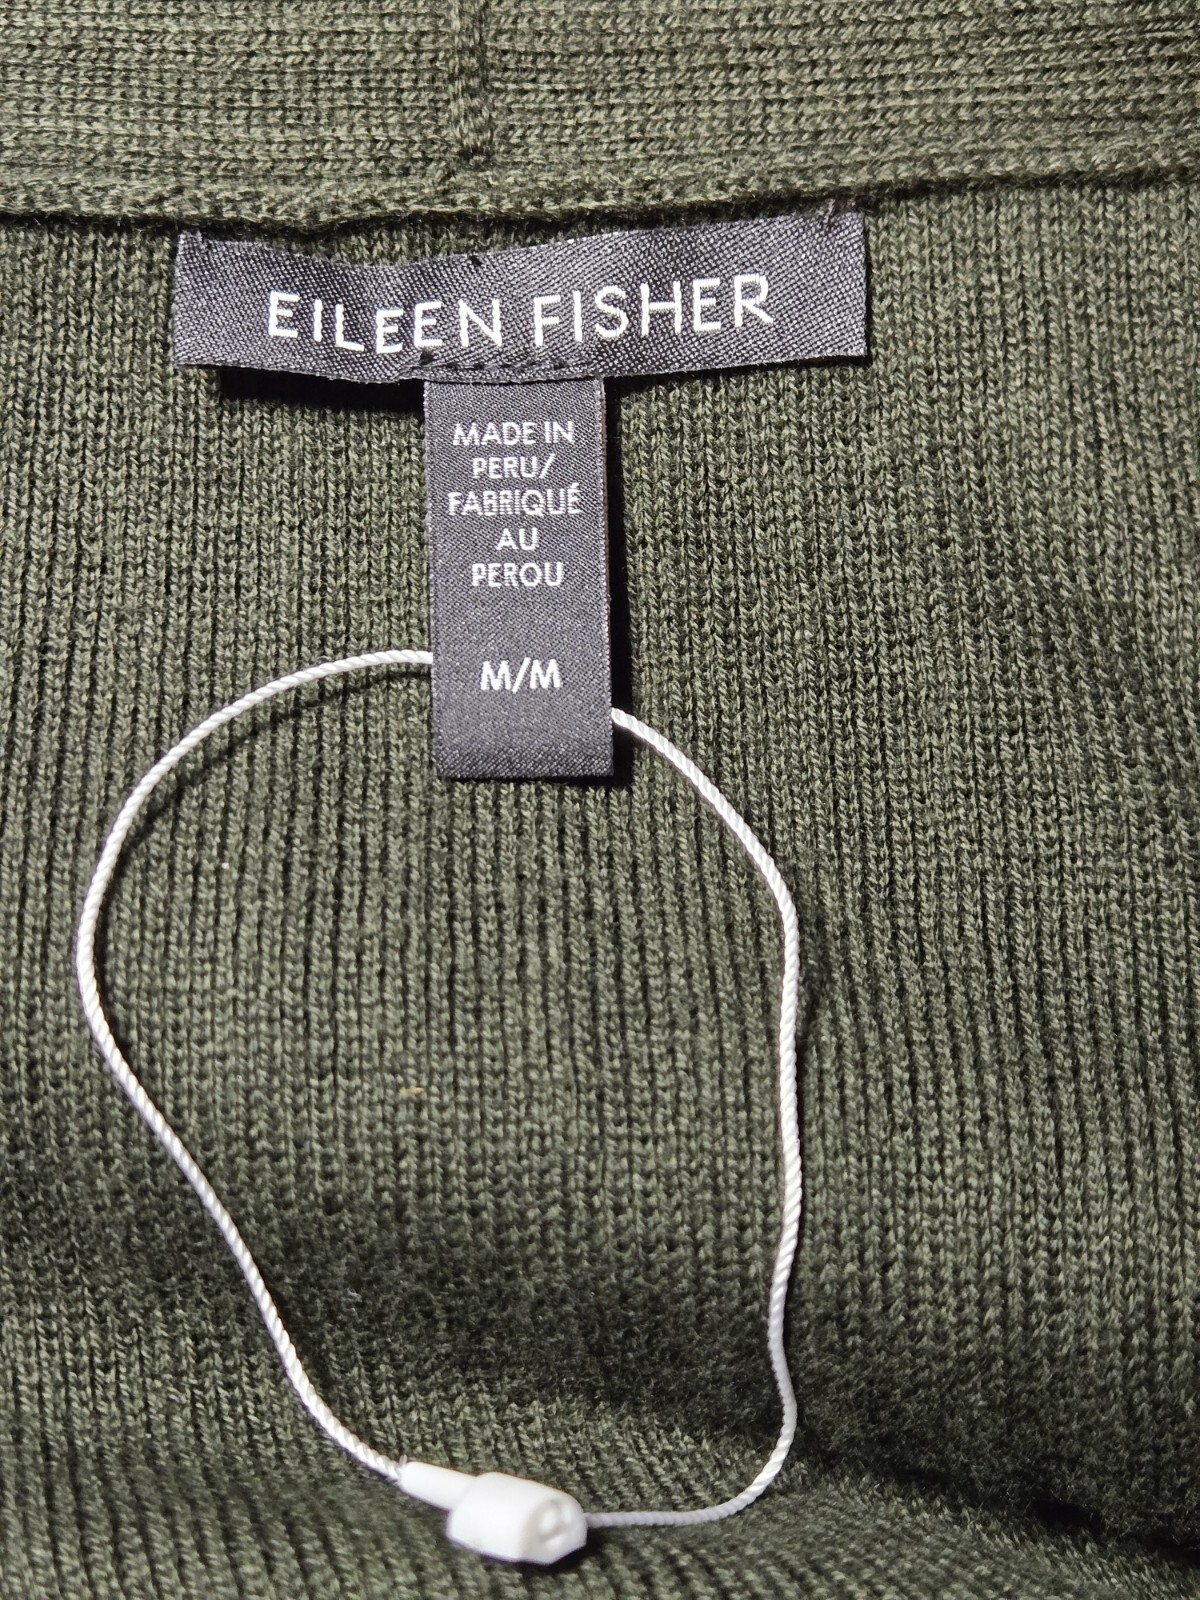 EILEEN FISHER
MADE IN
PERU/
FABRIQUÉ
AU
PEROU
M/M